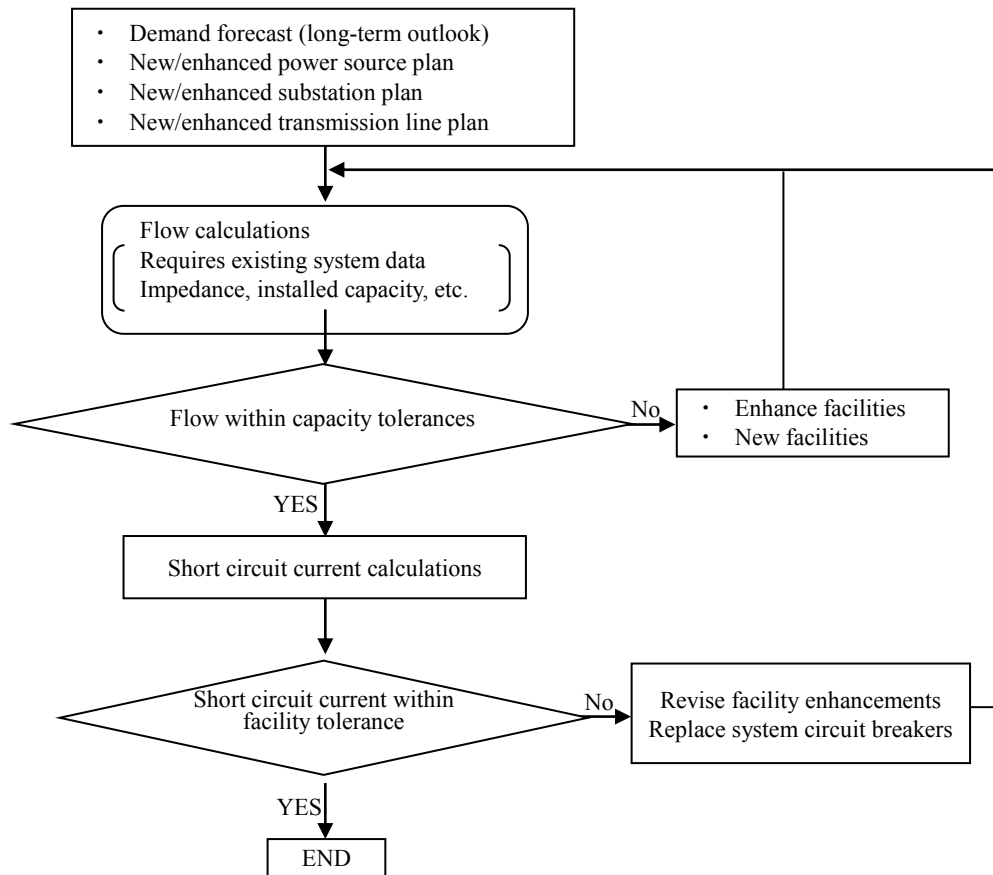 ・ Demand forecast (long-term outlook)
・ New/enhanced power source plan
・ New/enhanced substation plan
・ New/enhanced transmission line plan
Flow calculations
Requires existing system data
Impedance, installed capacity, etc.
Flow within capacity tolerances
No
・ Enhance facilities
・ New facilities
YES
Short circuit current calculations
Short circuit current within
facility tolerance
No
Revise facility enhancements
Replace system circuit breakers
YES
END